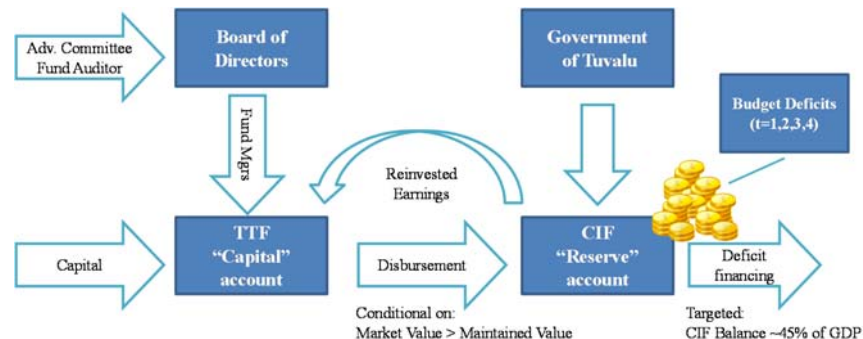 Adv. Committee
Fund Auditor
Board of
Directors
Government
of Tuvalu
Budget Deficits
(t=1,2,3,4)
Fund Mgrs
Reinvested
Earnings
Capital
TTF
“Capital”
account
Disbursement
CIF
“Reserve”
account
Deficit
financing
Conditional on:
Market Value > Maintained Value
Targeted:
CIF Balance ~45% of GDP